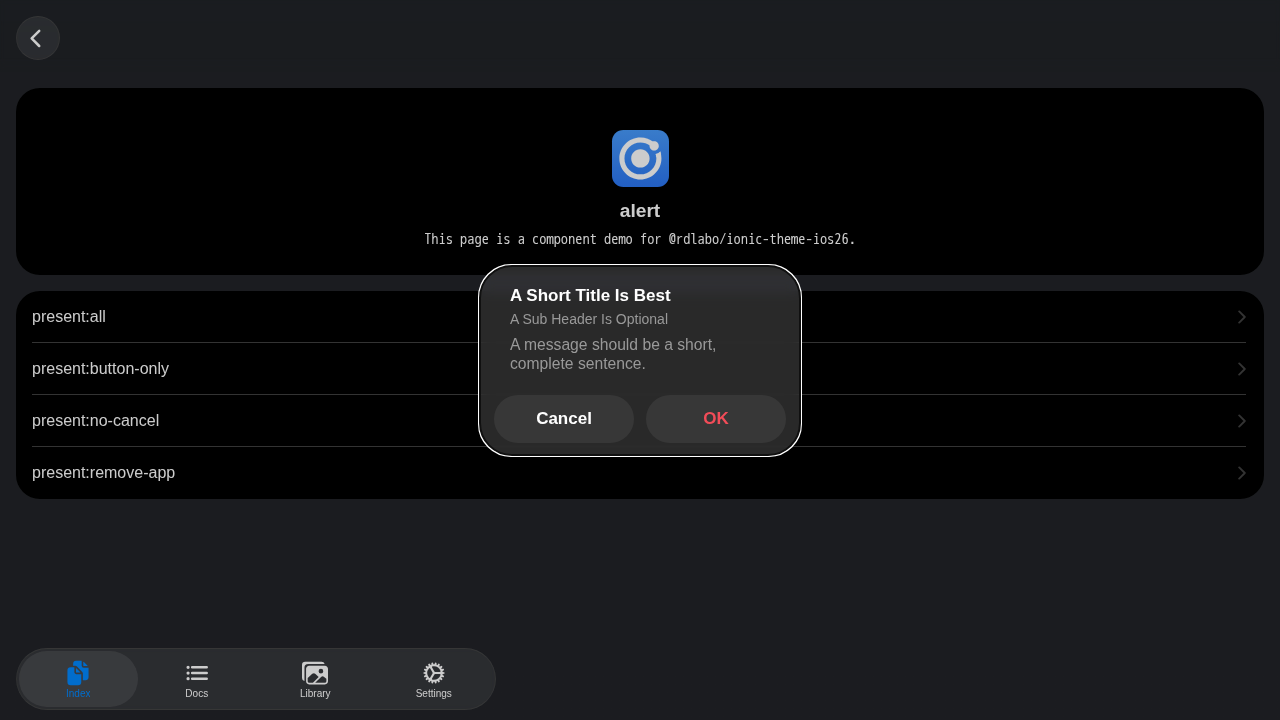 alert
This page is a component demo for @rdlabo/ionic-theme-ios26.
A Short Title Is Best
A Sub Header Is Optional
A message should be a short,
complete sentence.
Cancel
OK
present:all
present:button-only
present:no-cancel
present:remove-app
Index
Docs
Library
Settings